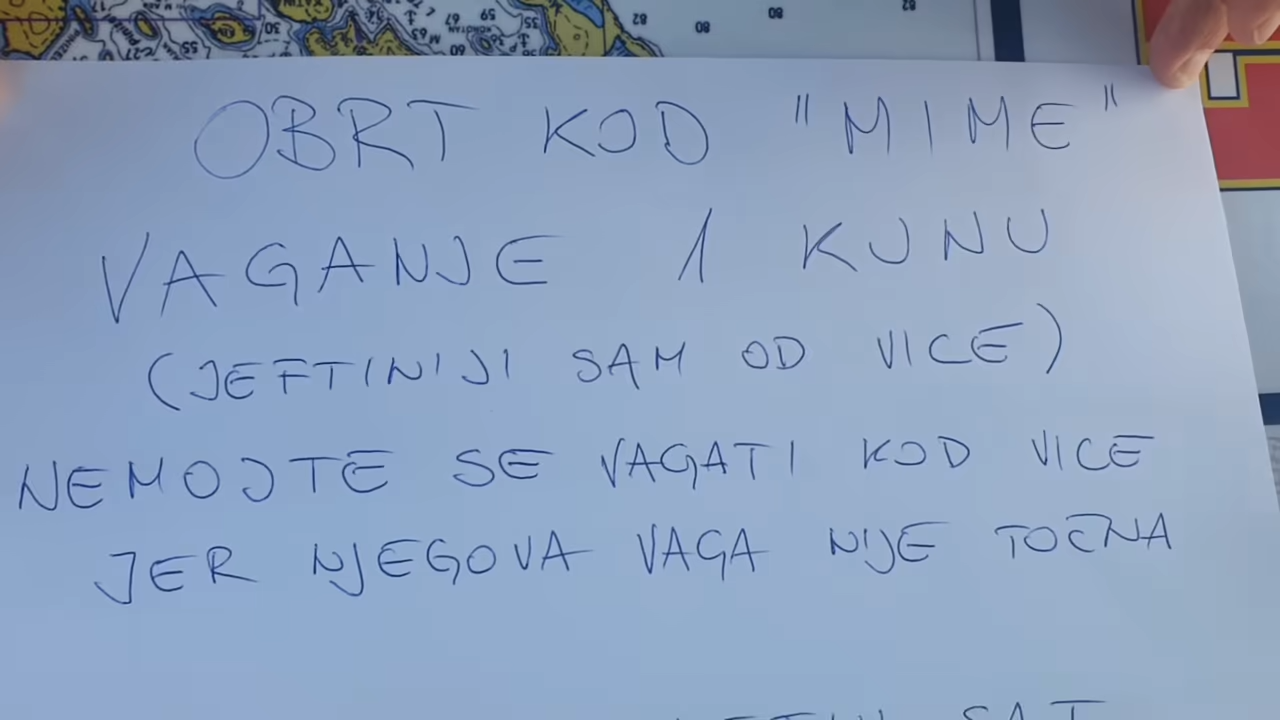 OBRT KOD "MIME"
VAGANJE 1 KUNU
(JEFTINIJI SAM OD VICE)
NEMOJTE SE VAGATI KOD VICE
JER NJEGOVA VAGA NIJE TOČNA
SAT